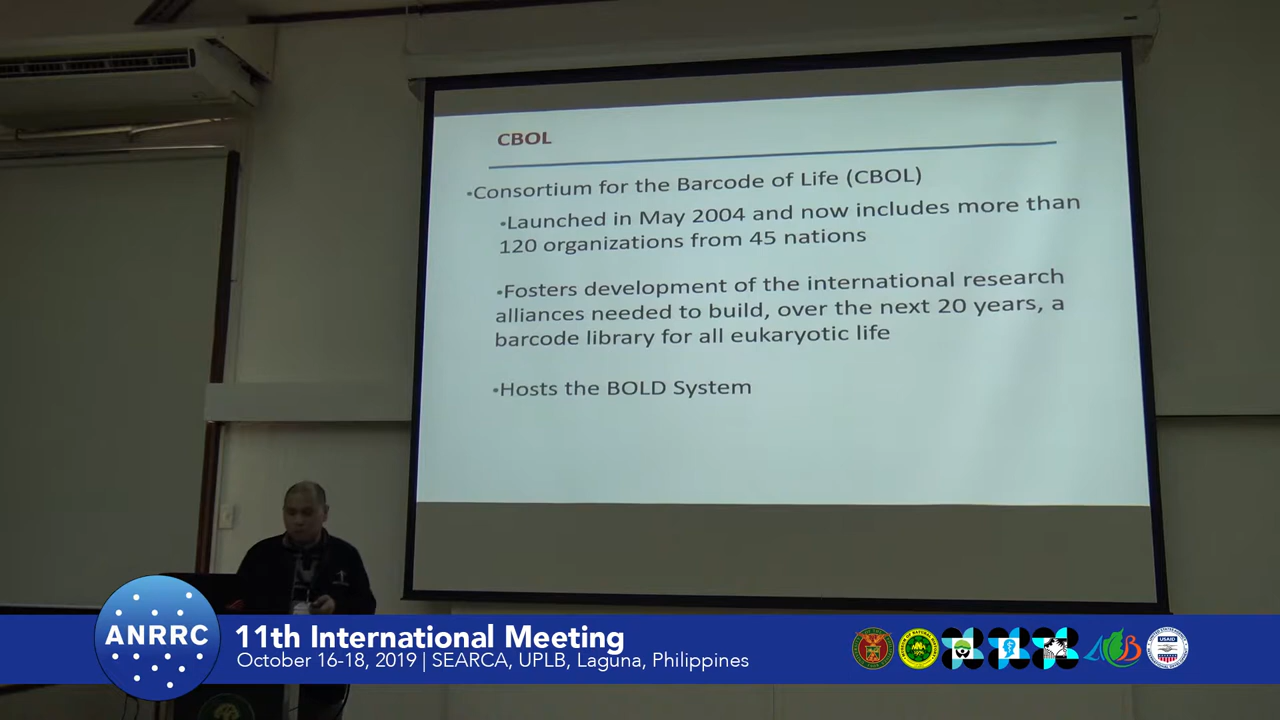 CBOL
•Consortium for the Barcode of Life (CBOL)
•Launched in May 2004 and now includes more than
120 organizations from 45 nations
•Fosters development of the international research
alliances needed to build, over the next 20 years, a
barcode library for all eukaryotic life
•Hosts the BOLD System
ANRRC
11th International Meeting
October 16-18, 2019 | SEARCA, UPLB, Laguna, Philippines
USAID